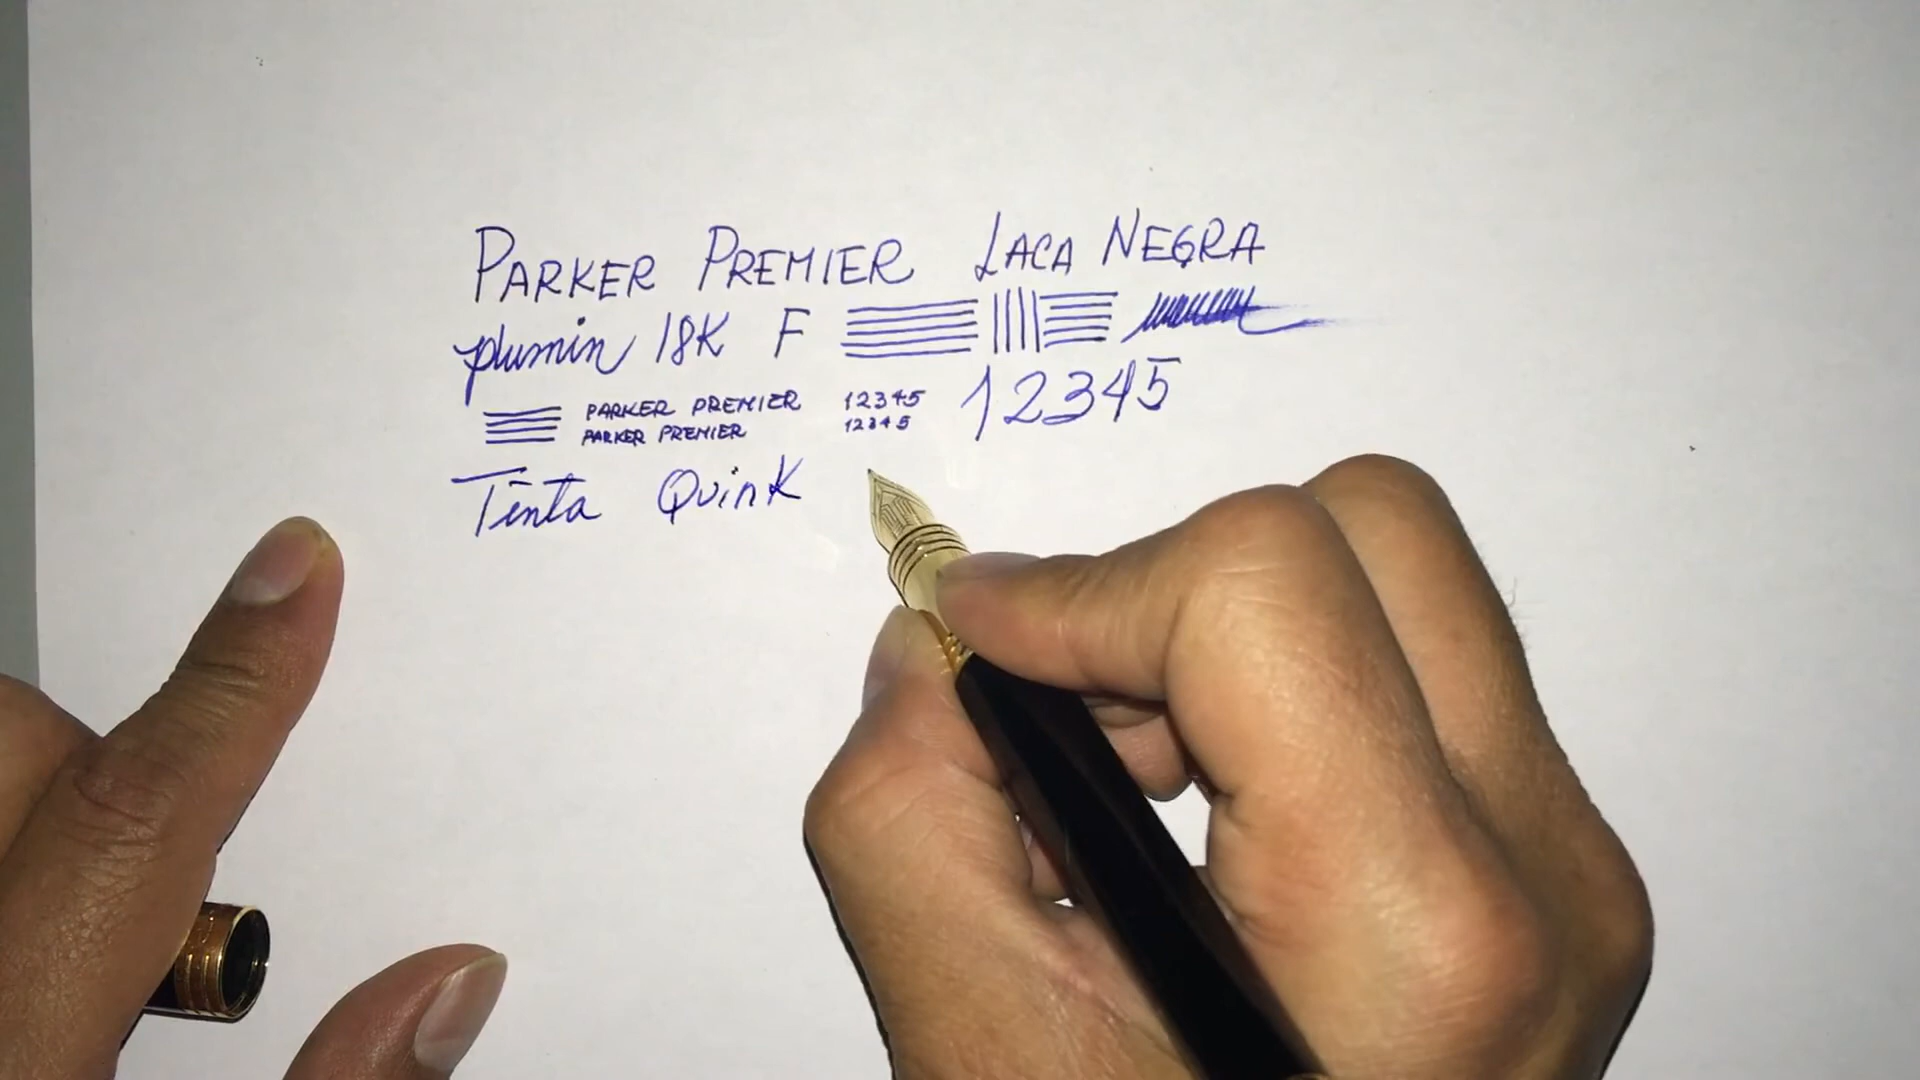 PARKER PREMIER LACA NEGRA
plumin 18K F
PARKER PREMIER 12345 12345
PARKER PREMIER 12345
Tinta Quink